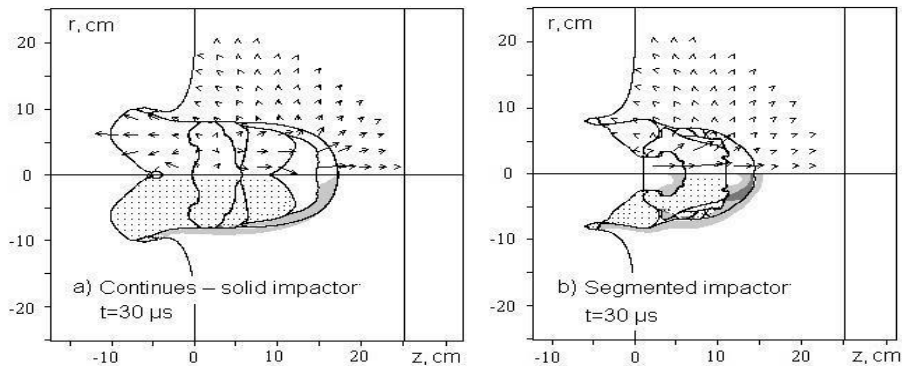 r, cm
20
10
0
-10
-20
a) Continues – solid impactor
t=30 µs
-10
0
10
20
z, cm
r, cm
20
10
0
-10
-20
b) Segmented impactor
t=30 µs
-10
0
10
20
z, cm